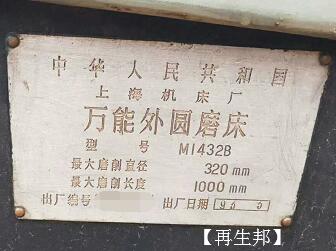 中华人民共和国
上海机床厂
万能外圆磨床
型号 M1432B
最大磨削直径 320 mm
最大磨削长度 1000 mm
出厂编号 出厂日期
【再生邦】